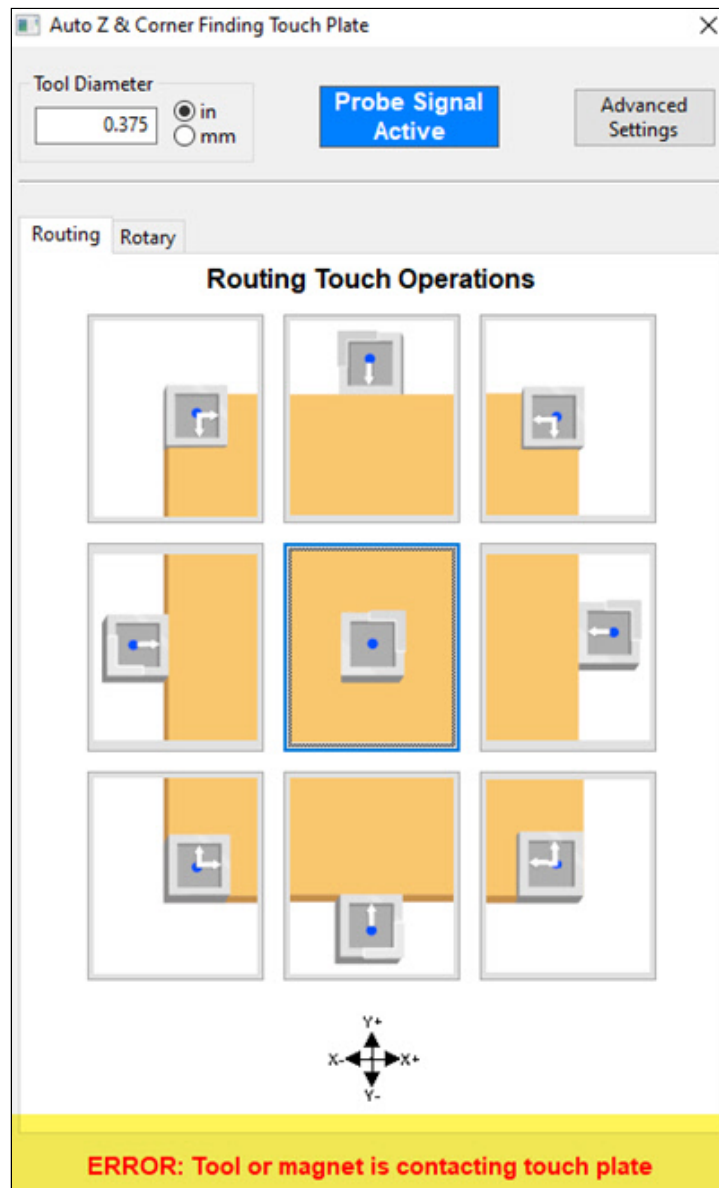 Auto Z & Corner Finding Touch Plate
Tool Diameter
0.375
in
mm
Probe Signal
Active
Advanced
Settings
Routing
Rotary
Routing Touch Operations
Y+
X-
X+
Y-
ERROR: Tool or magnet is contacting touch plate